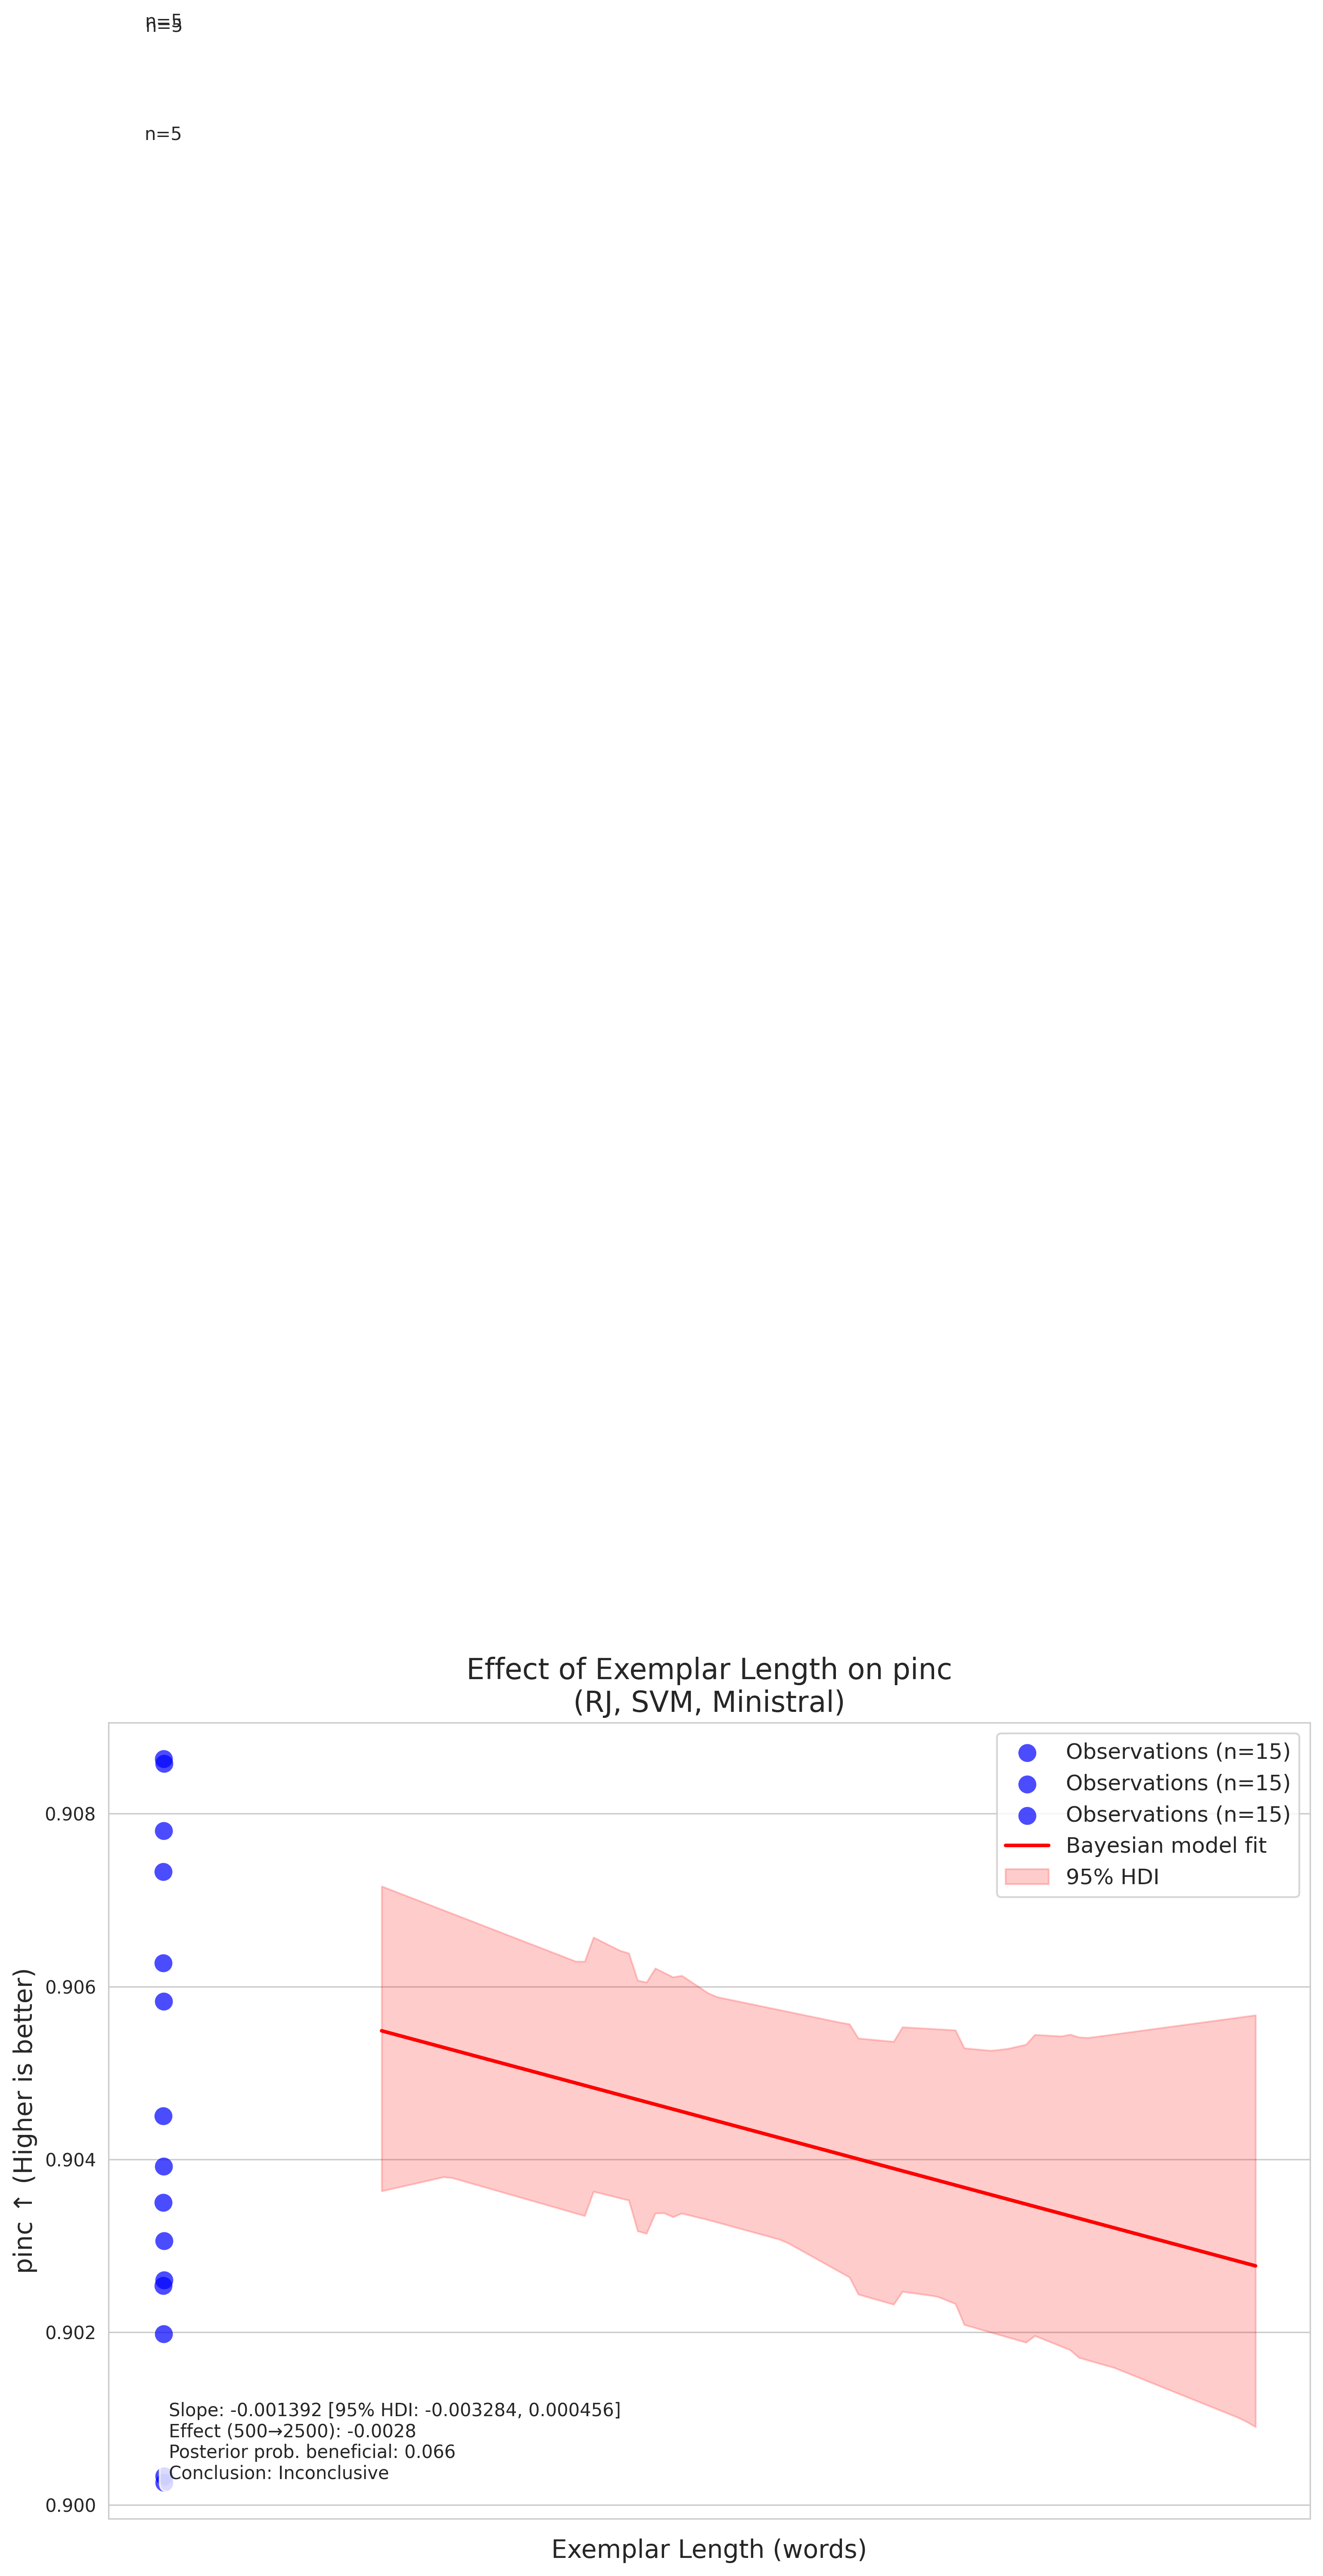 n=5
n=5
n=5
Effect of Exemplar Length on pinc
(RJ, SVM, Ministral)
Observations (n=15)
Observations (n=15)
Observations (n=15)
Bayesian model fit
95% HDI
pinc ↑ (Higher is better)
0.908
0.906
0.904
0.902
0.900
Slope: -0.001392 [95% HDI: -0.003284, 0.000456]
Effect (500→2500): -0.0028
Posterior prob. beneficial: 0.066
Conclusion: Inconclusive
Exemplar Length (words)